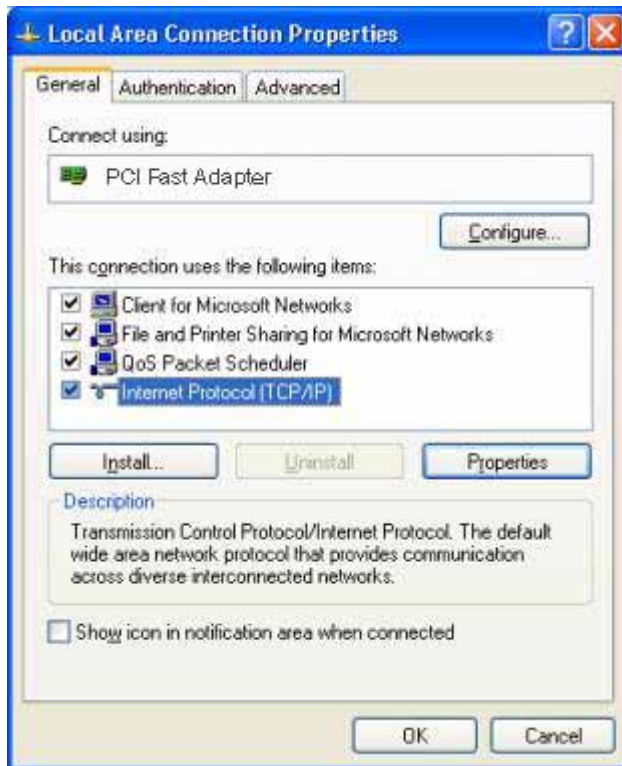 Local Area Connection Properties
General Authentication Advanced
Connect using:
PCI Fast Adapter
Configure...
This connection uses the following items:
Client for Microsoft Networks
File and Printer Sharing for Microsoft Networks
QoS Packet Scheduler
Internet Protocol (TCP/IP)
Install... Uninstall Properties
Description
Transmission Control Protocol/Internet Protocol. The default
wide area network protocol that provides communication
across diverse interconnected networks.
Show icon in notification area when connected
OK Cancel